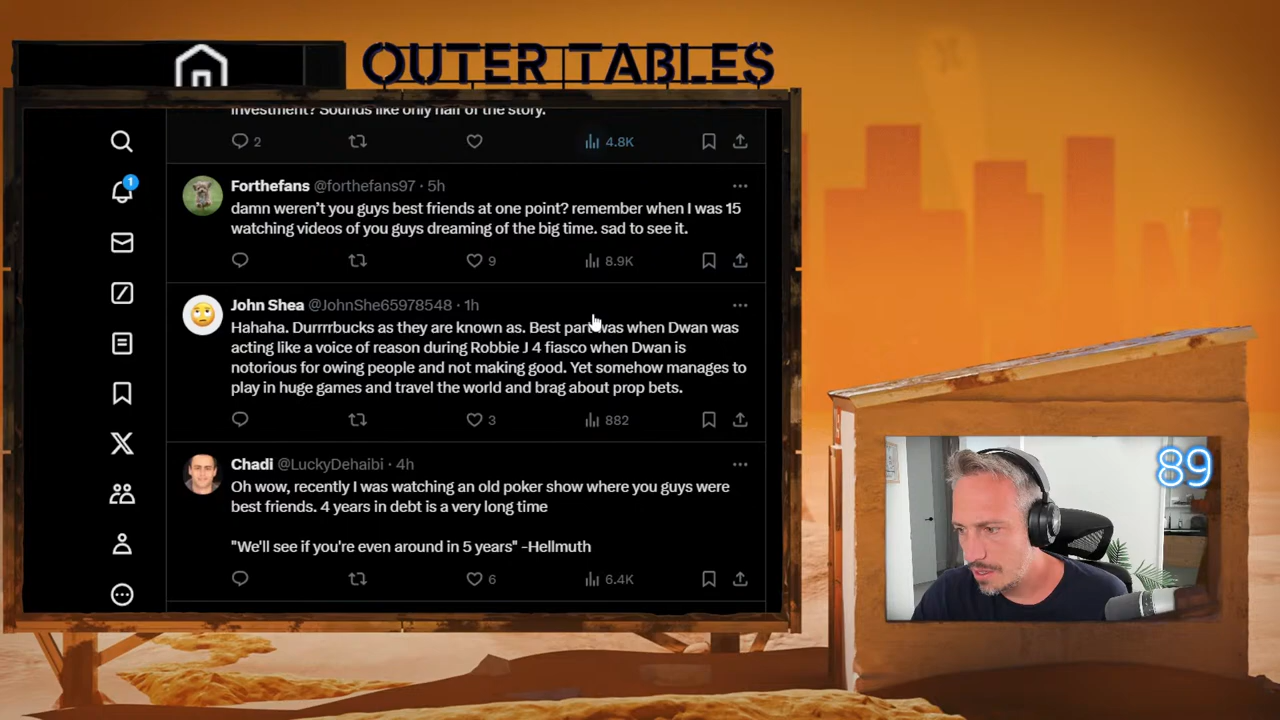 OUTER TABLES
investment? Sounds like only half of the story.
2
4.8K
1
Forthefans @forthefans97 · 5h
damn weren’t you guys best friends at one point? remember when I was 15
watching videos of you guys dreaming of the big time. sad to see it.
9
8.9K
John Shea @JohnShe65978548 · 1h
Hahaha. Durrrrbucks as they are known as. Best part was when Dwan was
acting like a voice of reason during Robbie J 4 fiasco when Dwan is
notorious for owing people and not making good. Yet somehow manages to
play in huge games and travel the world and brag about prop bets.
3
882
Chadi @LuckyDehaibi · 4h
Oh wow, recently I was watching an old poker show where you guys were
best friends. 4 years in debt is a very long time
"We'll see if you're even around in 5 years" -Hellmuth
6
6.4K
89